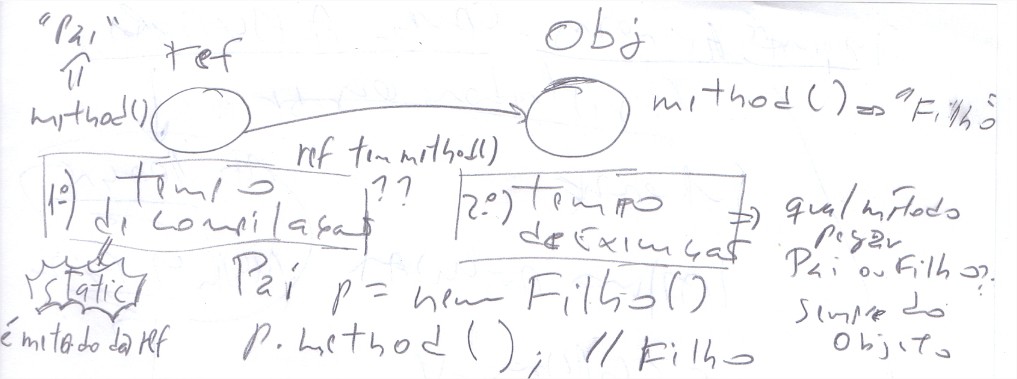 "Pai"
ref
Obj
method()
method() => "Filho"
ref tem method()
??
1º) tempo
de compilação
2º.) Tempo
de execução
=> qual método
pegar
Pai ou Filho??
sempre do
Objeto
static
é metodo da ref
Pai p = new Filho()
p.method(); // Filho